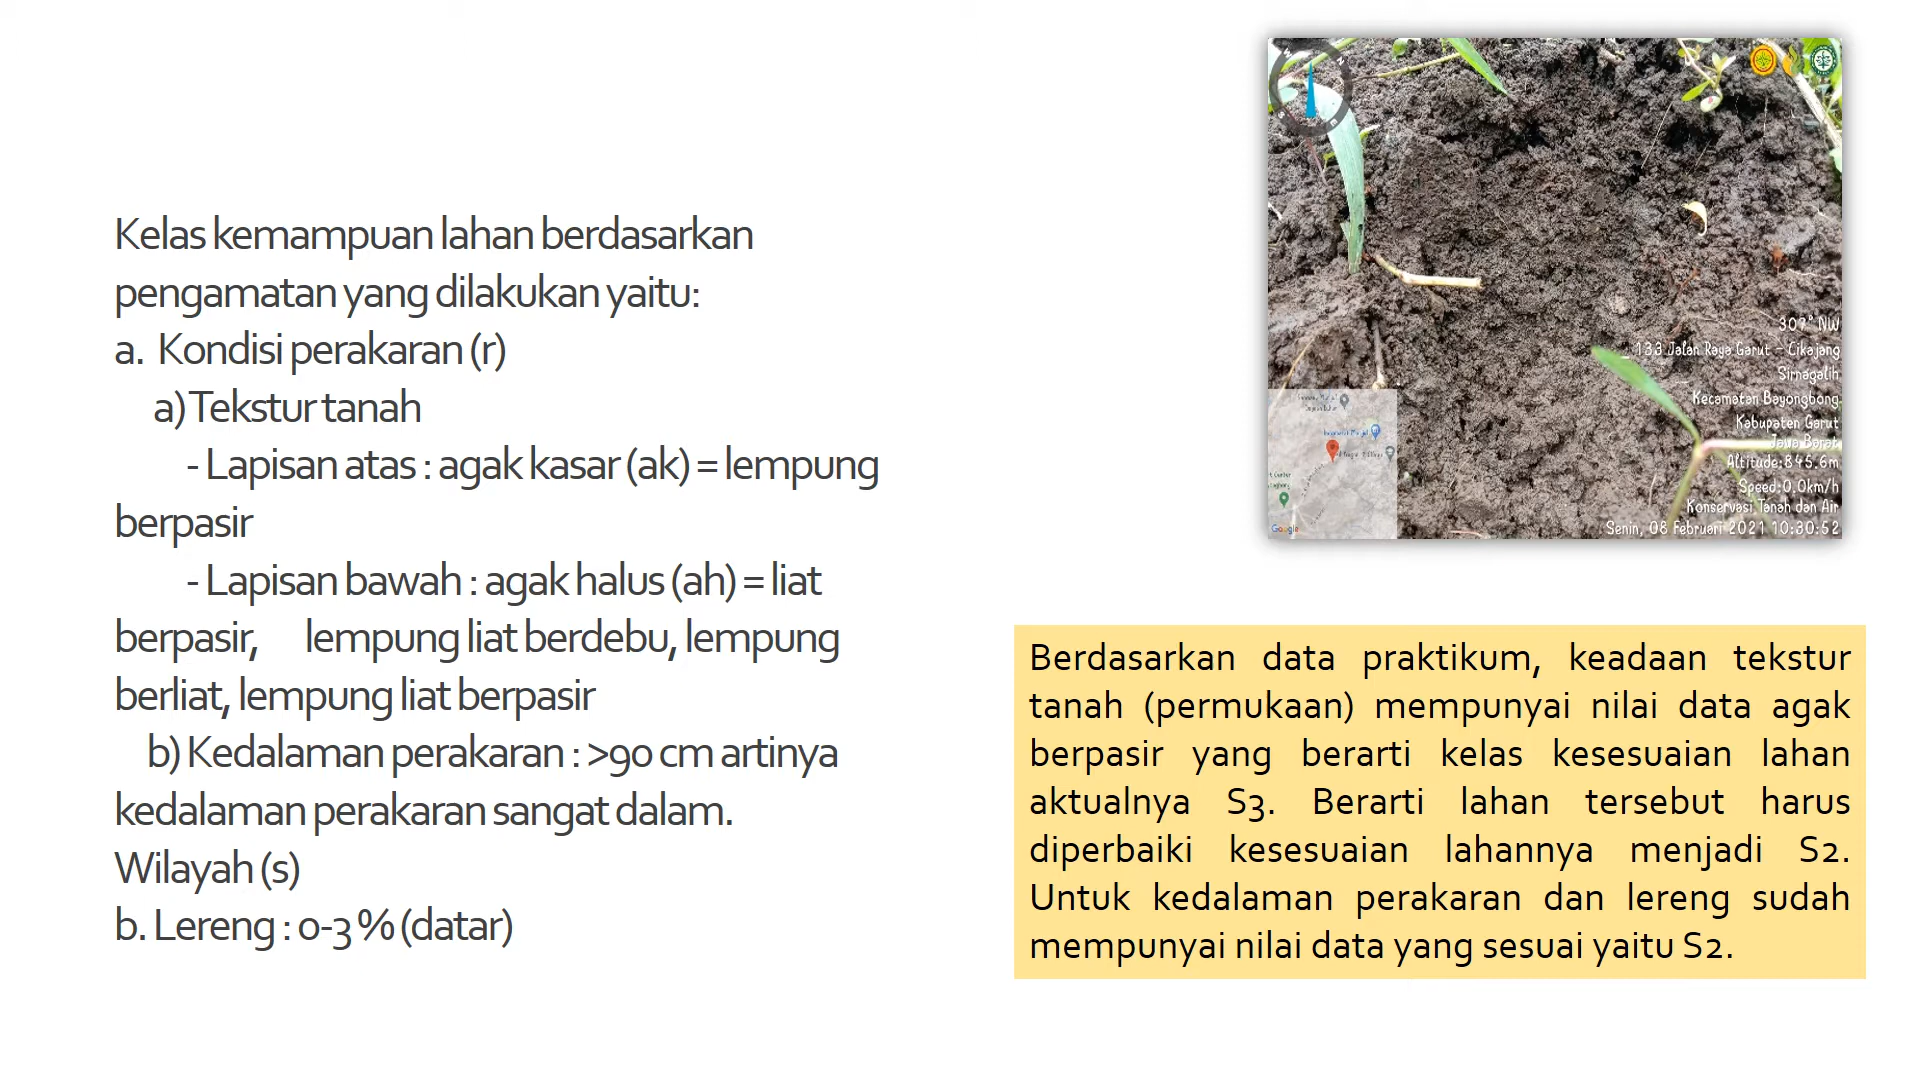 Kelas kemampuan lahan berdasarkan
pengamatan yang dilakukan yaitu:
a. Kondisi perakaran (r)
a) Tekstur tanah
- Lapisan atas : agak kasar (ak) = lempung
berpasir
- Lapisan bawah : agak halus (ah) = liat
berpasir, lempung liat berdebu, lempung
berliat, lempung liat berpasir
b) Kedalaman perakaran : >90 cm artinya
kedalaman perakaran sangat dalam.
Wilayah (s)
b. Lereng : 0-3 % (datar)
307° NW
133 Jalan Raya Garut - Cikajang
Sirnagalih
Kecamatan Bayongbong
Kabupaten Garut
Jawa Barat
Altitude:845.6m
Speed:0.0km/h
Konservasi Tanah dan Air
Senin, 08 Februari 2021 10:30:52
Google
Berdasarkan data praktikum, keadaan tekstur
tanah (permukaan) mempunyai nilai data agak
berpasir yang berarti kelas kesesuaian lahan
aktualnya S3. Berarti lahan tersebut harus
diperbaiki kesesuaian lahannya menjadi S2.
Untuk kedalaman perakaran dan lereng sudah
mempunyai nilai data yang sesuai yaitu S2.